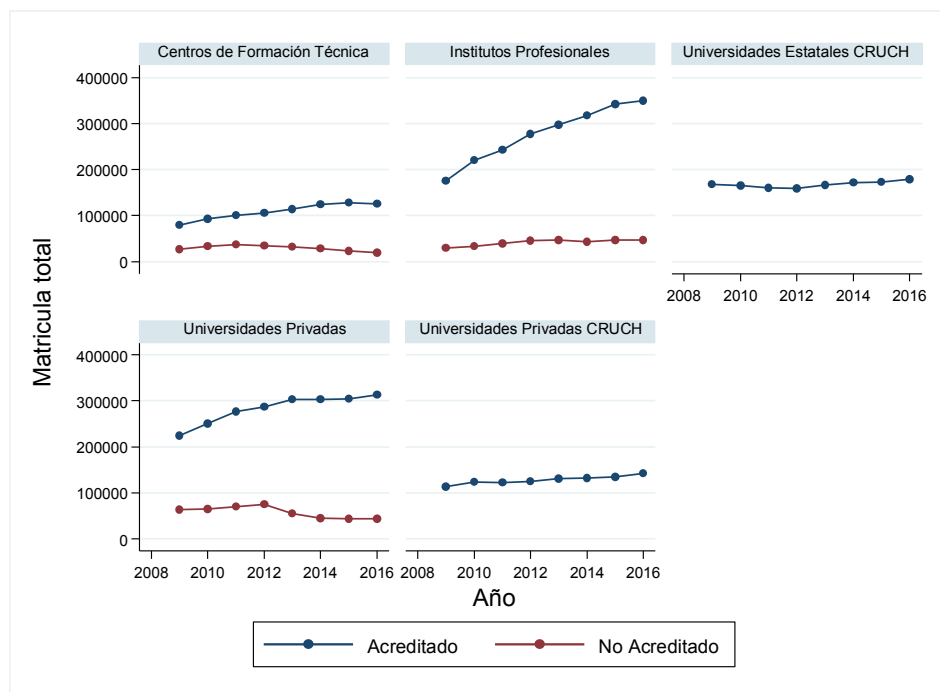 Centros de Formación Técnica
Institutos Profesionales
Universidades Estatales CRUCH
400000
300000
200000
100000
0
2008 2010 2012 2014 2016
Universidades Privadas
Universidades Privadas CRUCH
400000
300000
200000
100000
0
2008 2010 2012 2014 2016
2008 2010 2012 2014 2016
Matricula total
Año
Acreditado
No Acreditado